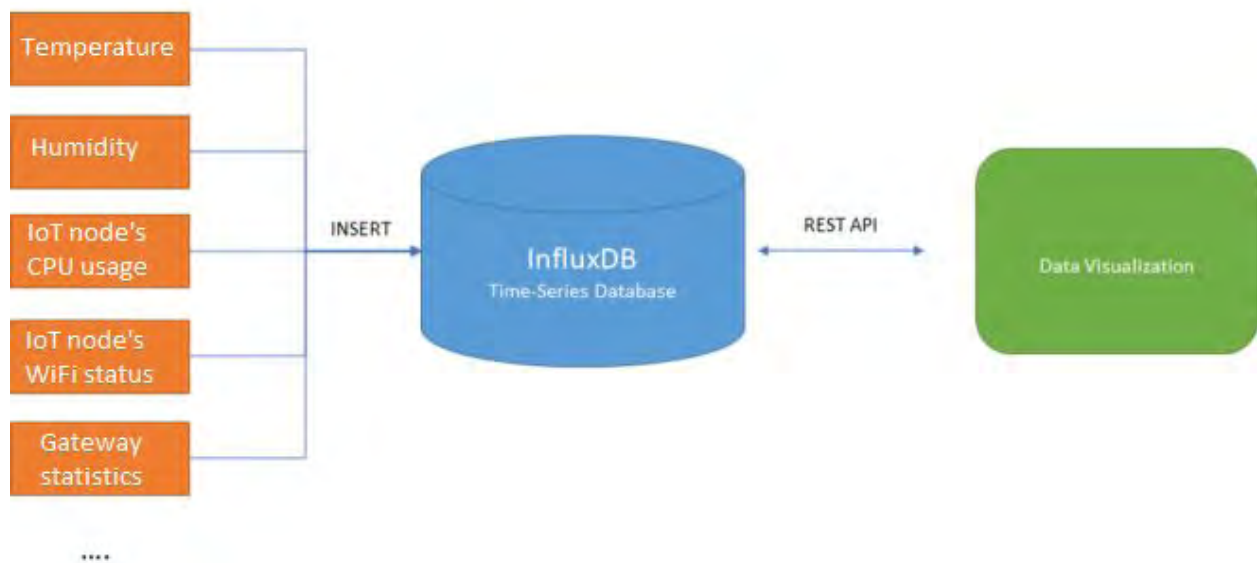 Temperature
Humidity
IoT node's
CPU usage
IoT node's
WiFi status
Gateway
statistics
....
INSERT
InfluxDB
Time-Series Database
REST API
Data Visualization